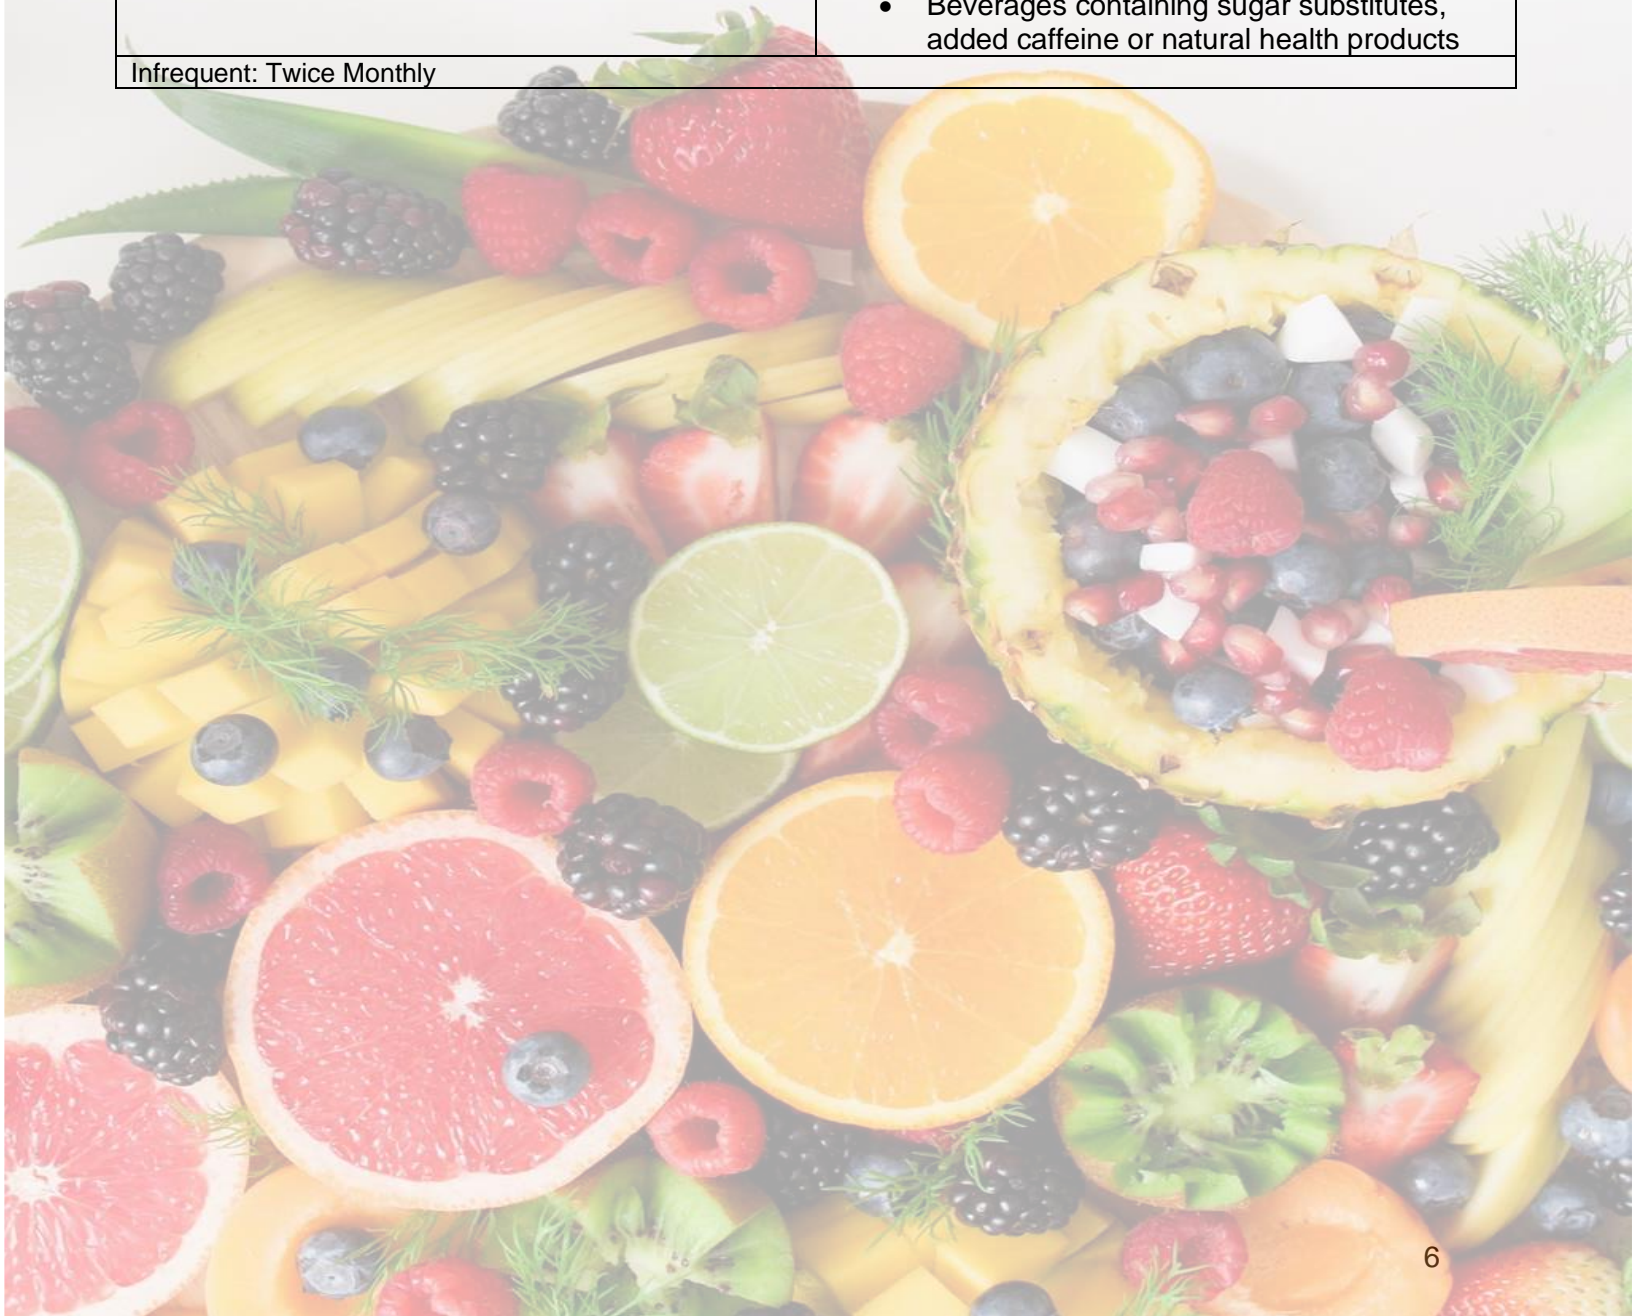 • Beverages containing sugar substitutes,
added caffeine or natural health products
Infrequent: Twice Monthly
6